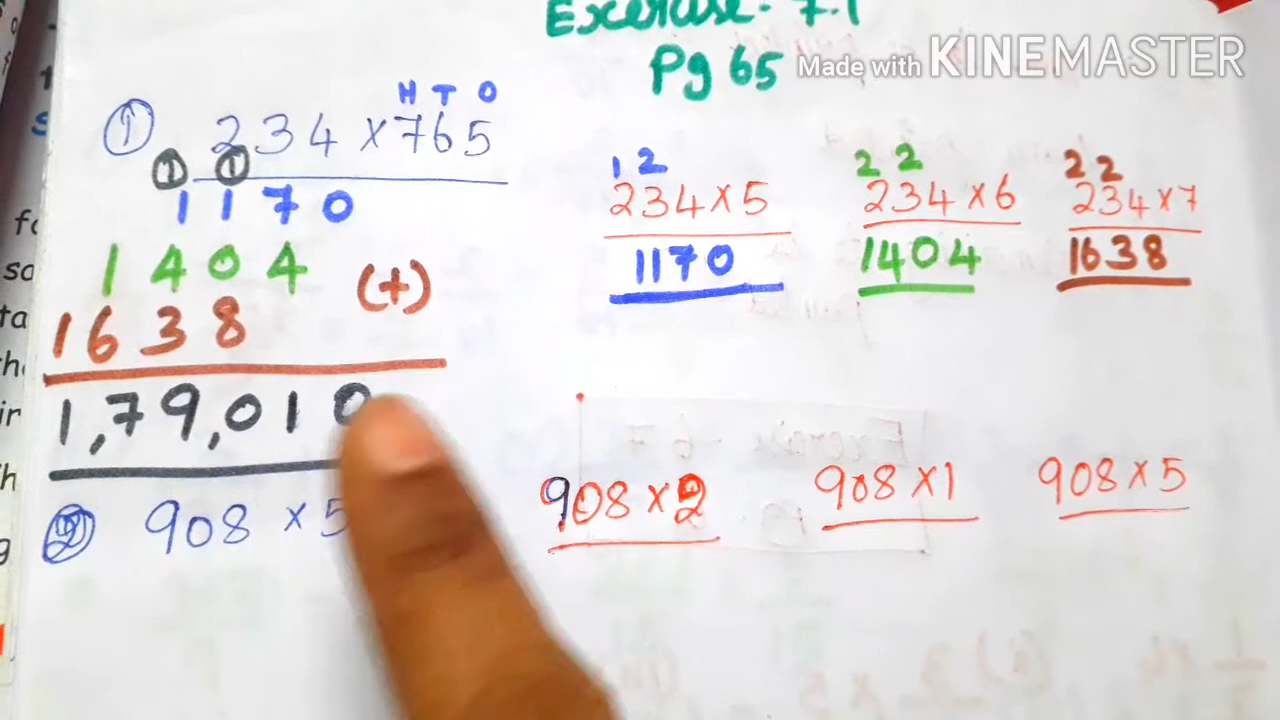 Excercise - 7.1
Pg 65
Made with KINEMASTER
H T O
① 234 × 765
① ①
1170
1404 (+)
1638
1,79,010
1 2
234 × 5
1170
2 2
234 × 6
1404
2 2
234 × 7
1638
② 908 × 5
908 × 2
908 × 1
908 × 5